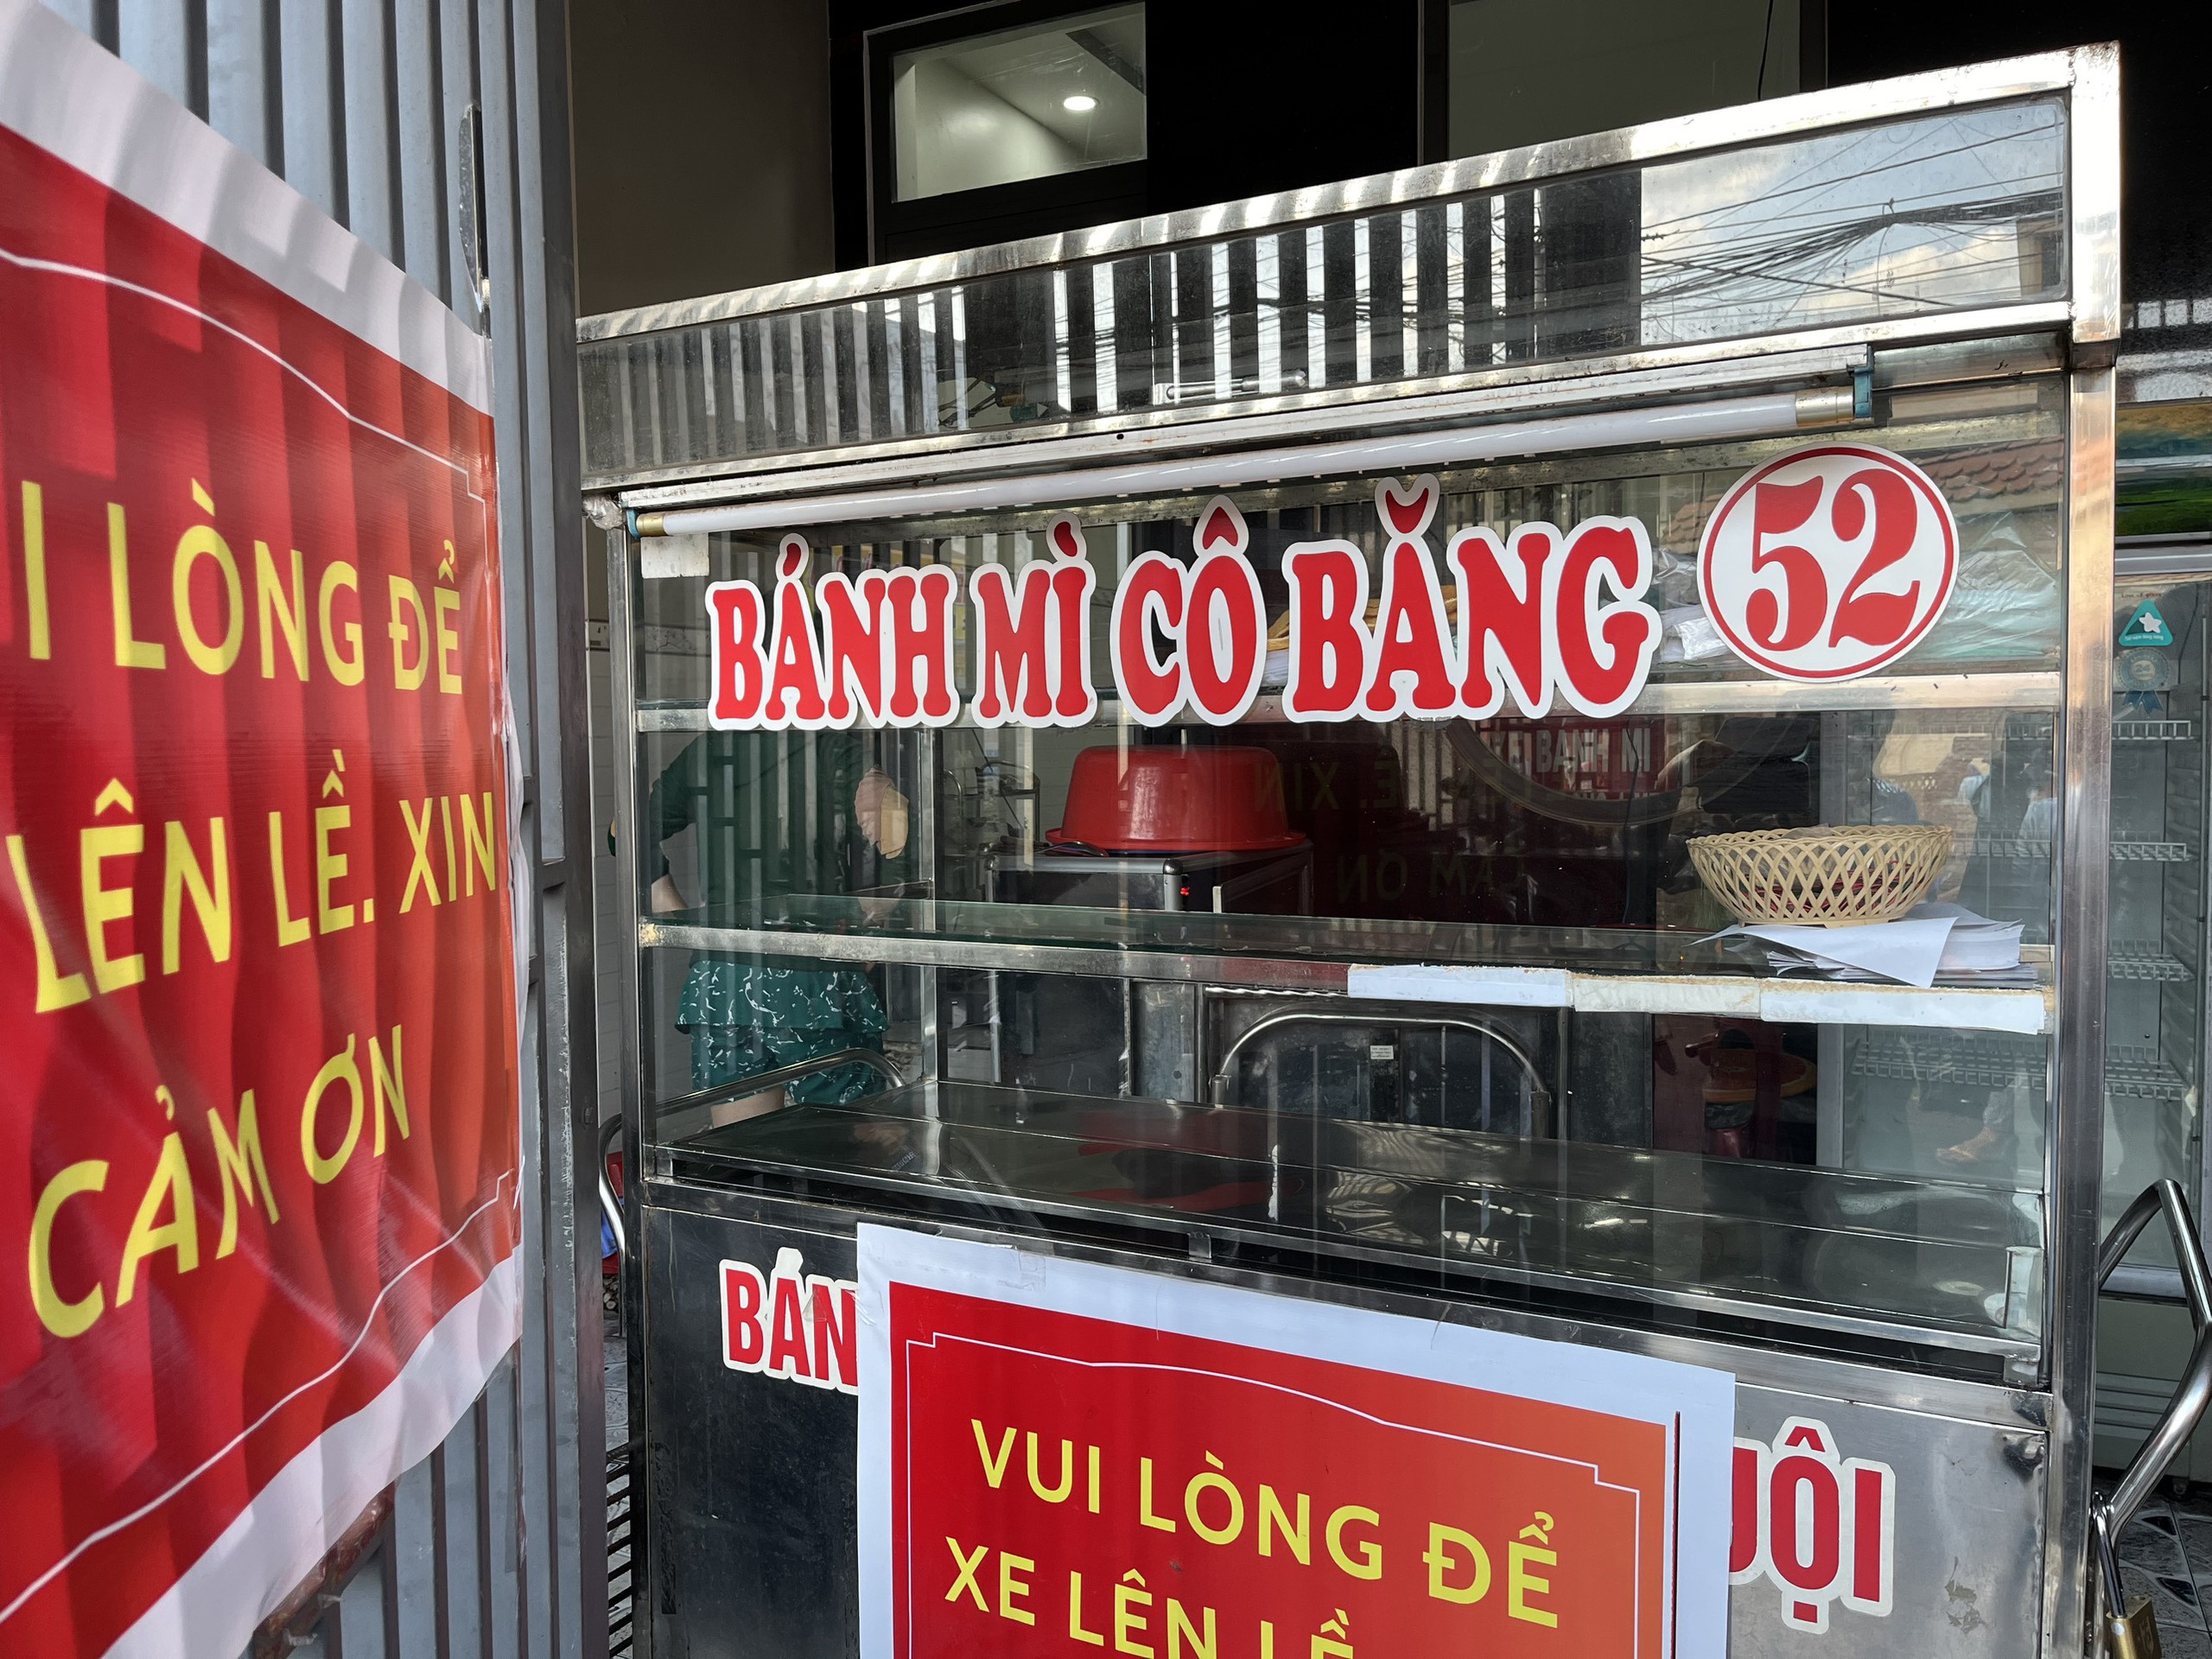 I LÒNG ĐỂ
LÊN LỀ. XIN
CẢM ƠN
BÁNH MÌ CÔ BĂNG 52
VUI LÒNG ĐỂ
XE LÊN LỀ